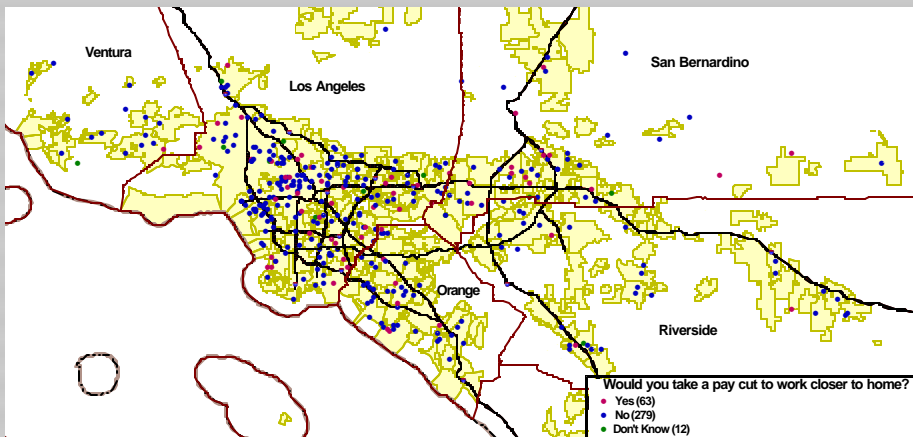 Ventura
Los Angeles
San Bernardino
Orange
Riverside
Would you take a pay cut to work closer to home?
Yes (63)
No (279)
Don't Know (12)